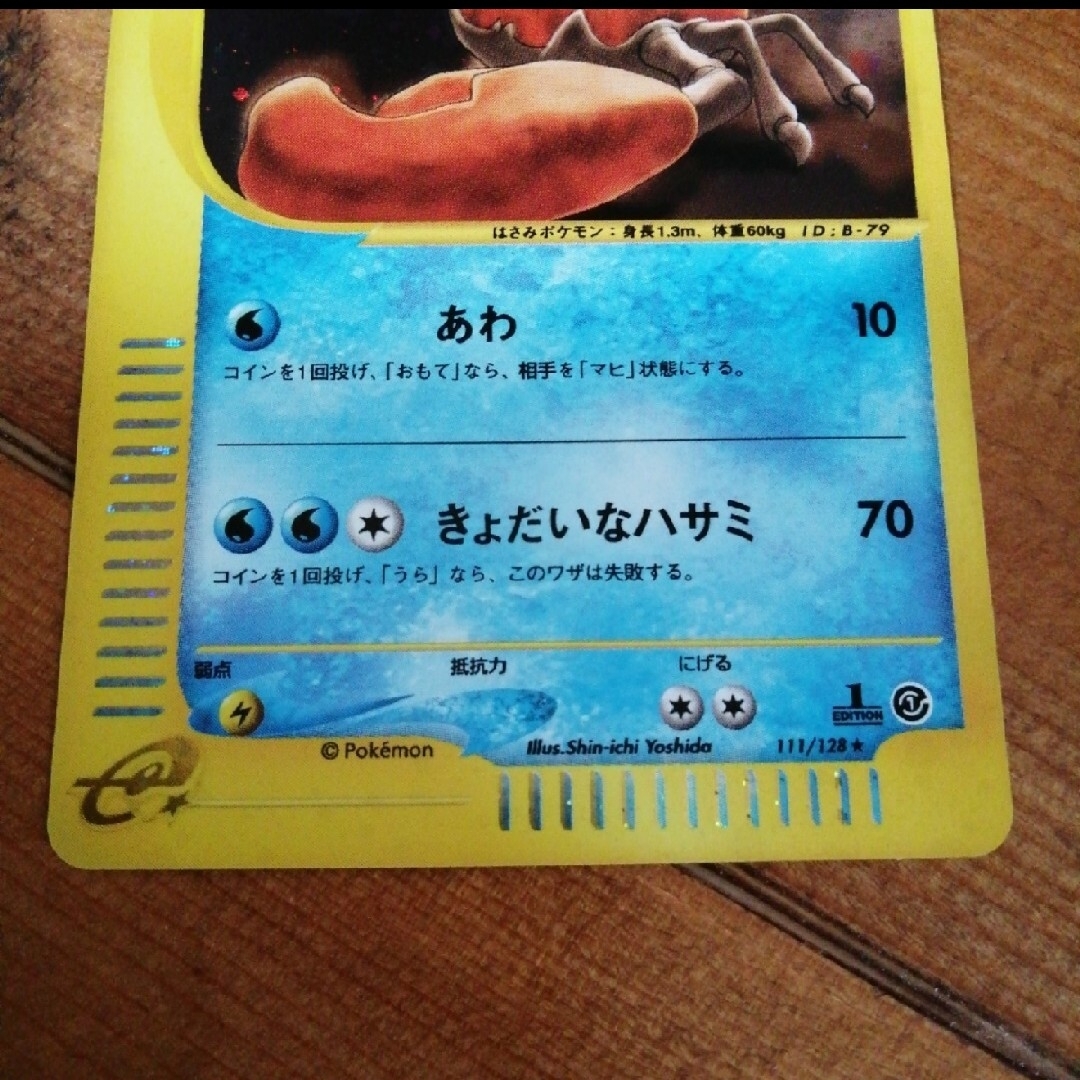 はさみポケモン：身長1.3m、体重60kg ID:B-79
あわ 10
コインを1回投げ、「おもて」なら、相手を「マヒ」状態にする。
きょだいなハサミ 70
コインを1回投げ、「うら」なら、このワザは失敗する。
弱点 抵抗力 にげる
1
EDITION
© Pokémon Illus.Shin-ichi Yoshida 111/128★
e